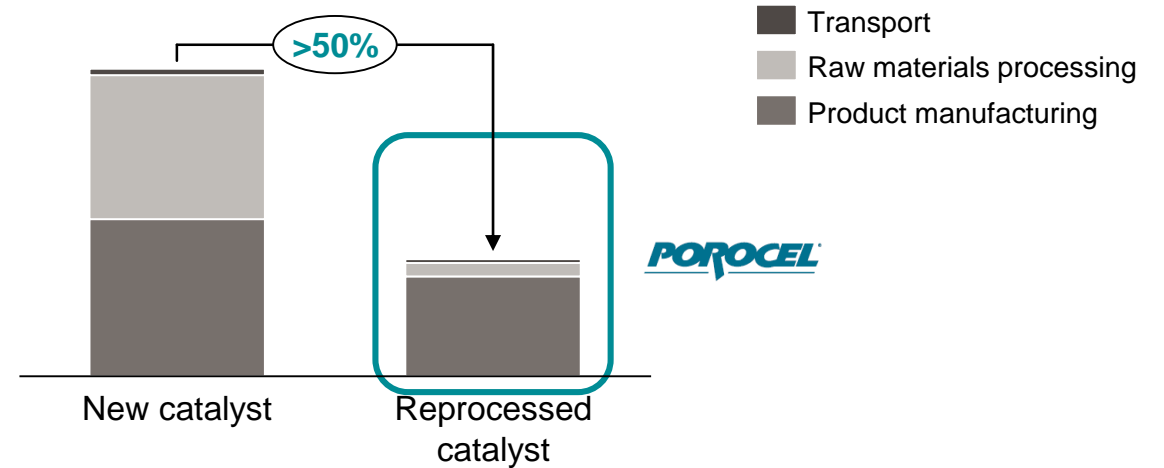 >50%
Transport
Raw materials processing
Product manufacturing
POROCEL
New catalyst
Reprocessed
catalyst